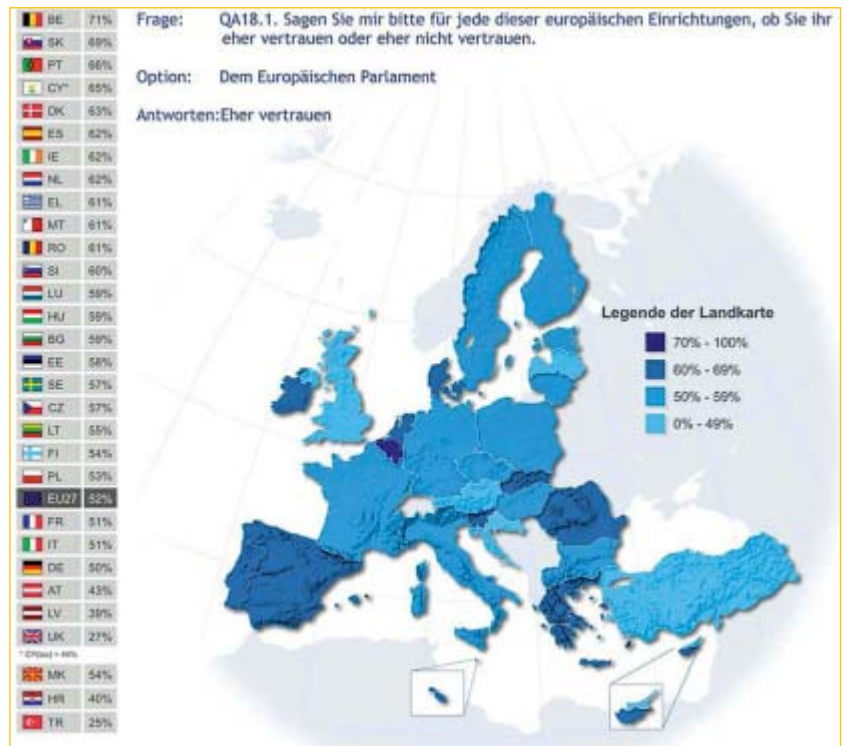 Frage: QA18.1. Sagen Sie mir bitte für jede dieser europäischen Einrichtungen, ob Sie ihr
eher vertrauen oder eher nicht vertrauen.
Option: Dem Europäischen Parlament
Antworten:Eher vertrauen
BE 71%
SK 69%
PT 66%
CY* 65%
DK 63%
ES 62%
IE 62%
NL 62%
EL 61%
MT 61%
RO 61%
SI 60%
LU 59%
HU 59%
BG 59%
EE 58%
SE 57%
CZ 57%
LT 55%
FI 54%
PL 53%
EU27 52%
FR 51%
IT 51%
DE 50%
AT 43%
LV 39%
UK 27%
MK 54%
HR 40%
TR 25%
Legende der Landkarte
70% - 100%
60% - 69%
50% - 59%
0% - 49%